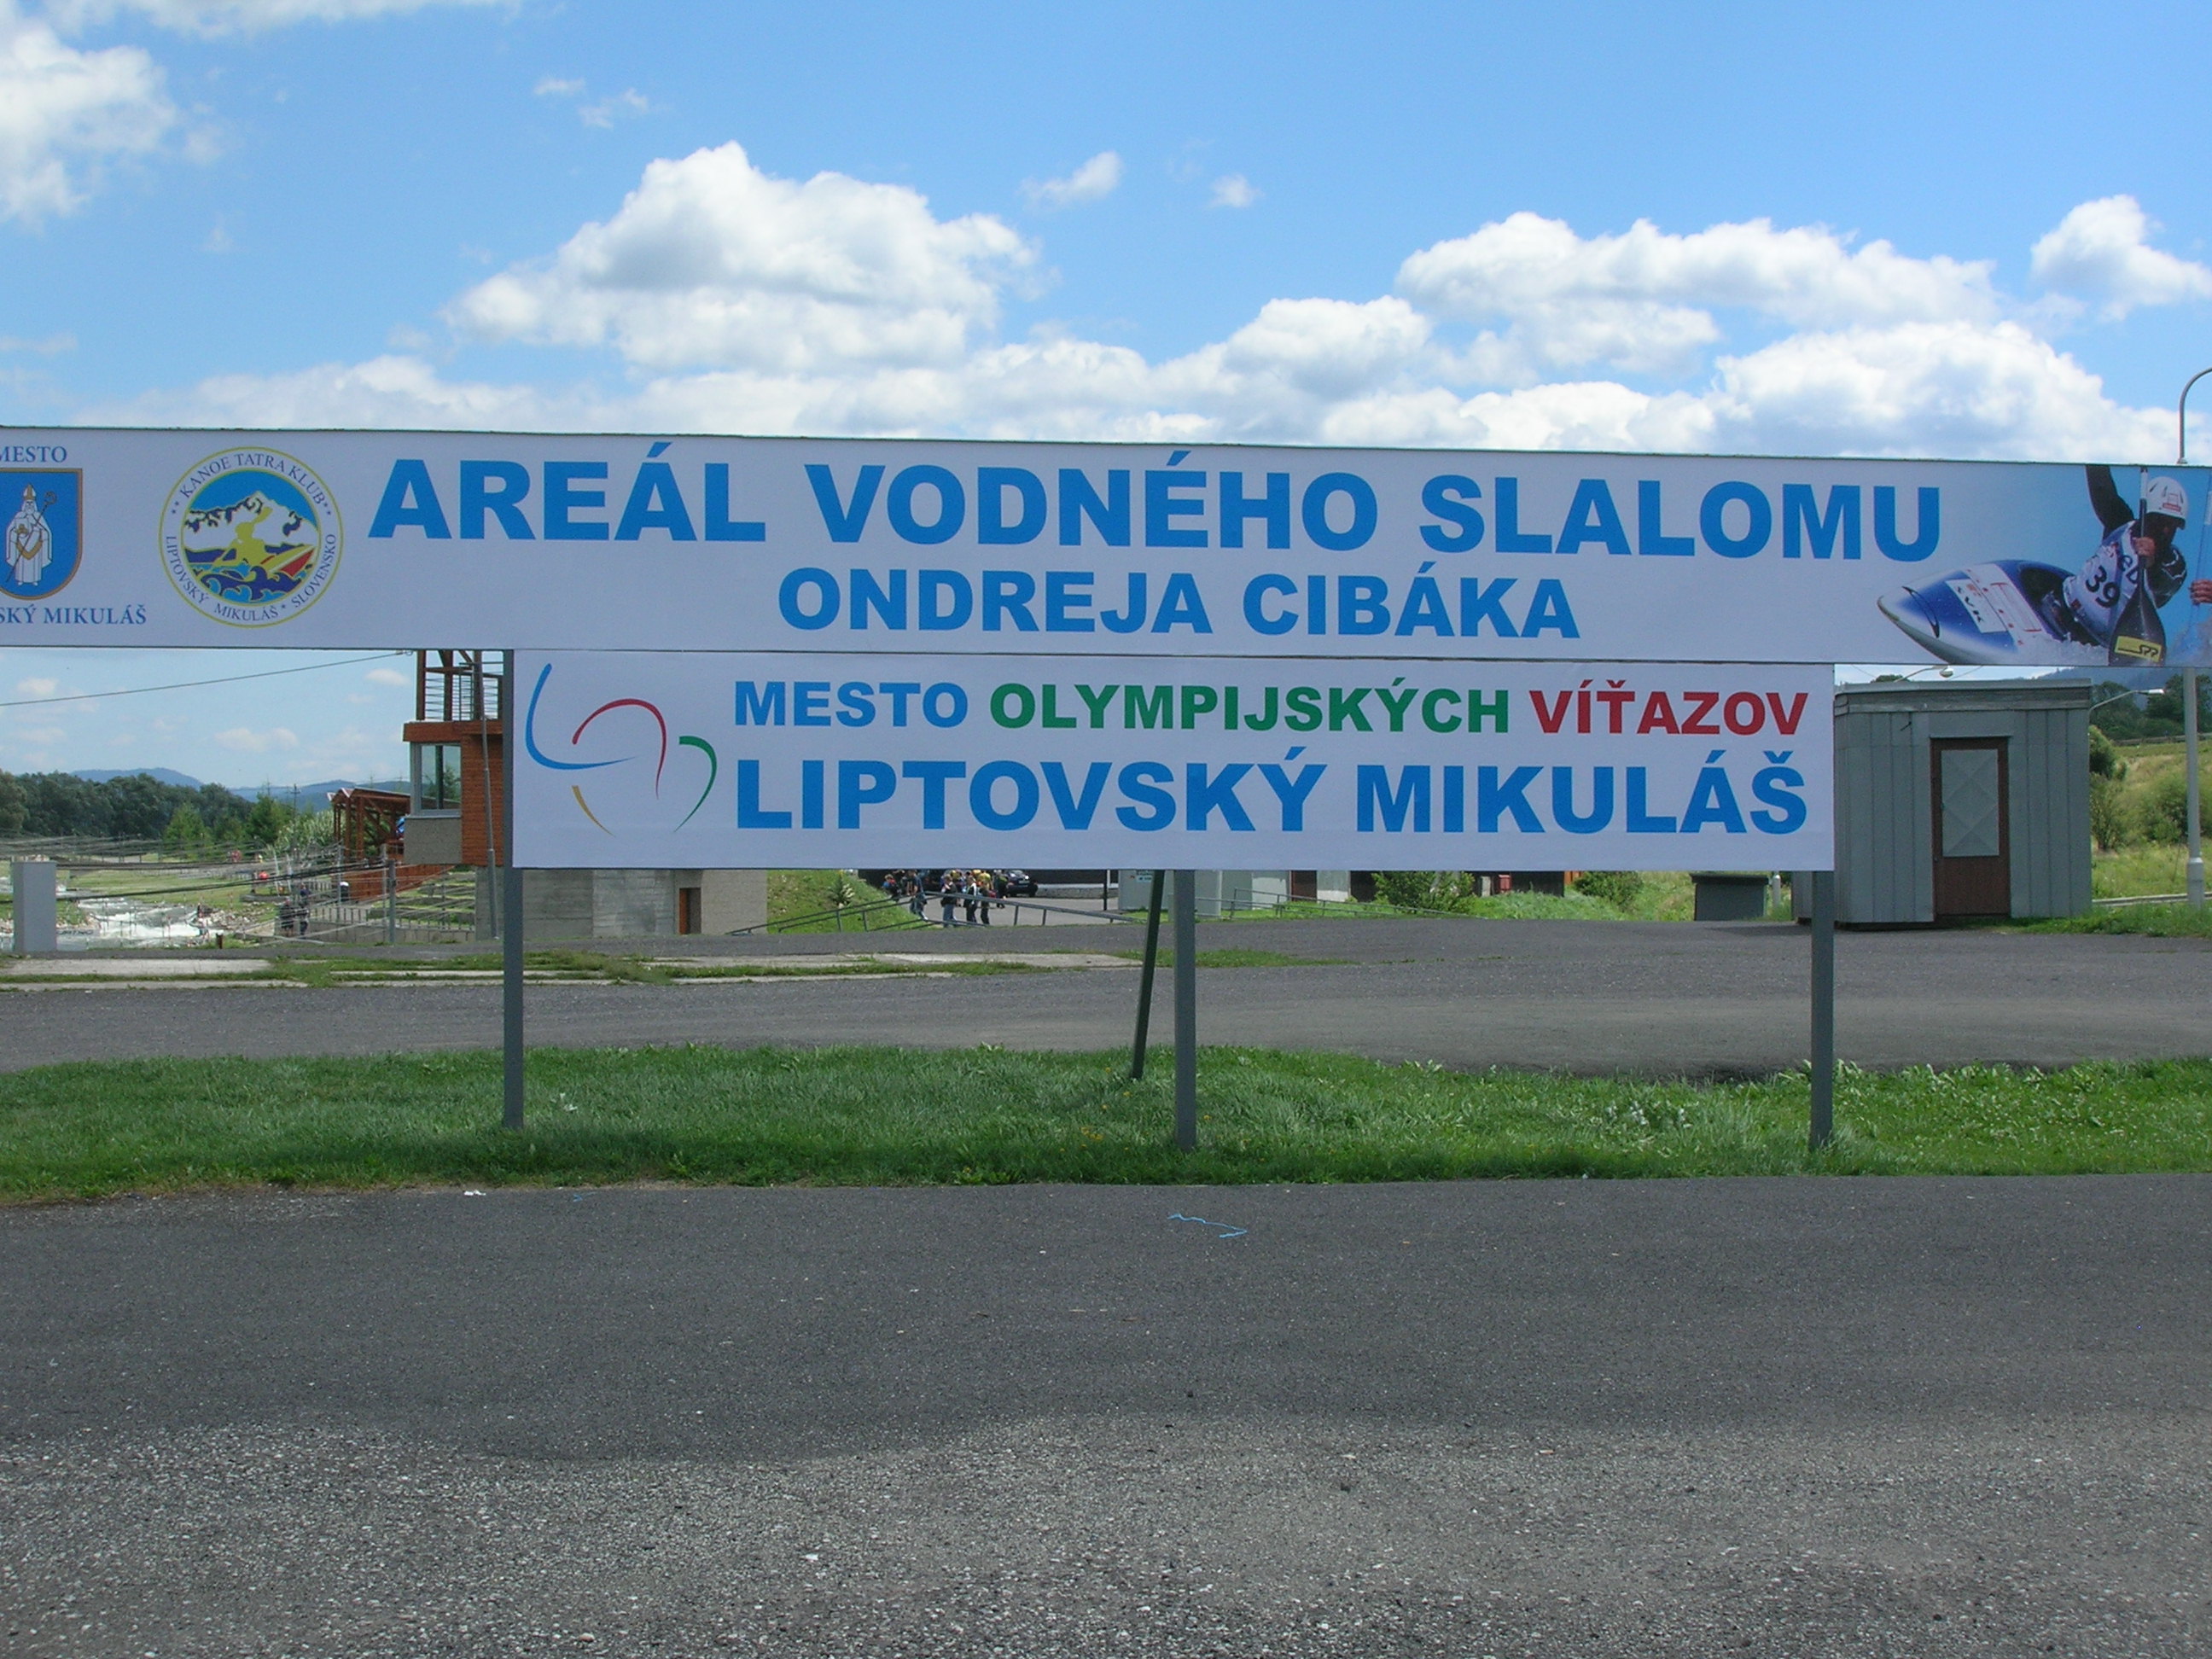 MESTO
SKÝ MIKULÁŠ
KANOE TATRA KLUB
LIPTOVSKÝ MIKULÁŠ * SLOVENSKO
AREÁL VODNÉHO SLALOMU
ONDREJA CIBÁKA
39
MESTO OLYMPIJSKÝCH VÍŤAZOV
LIPTOVSKÝ MIKULÁŠ